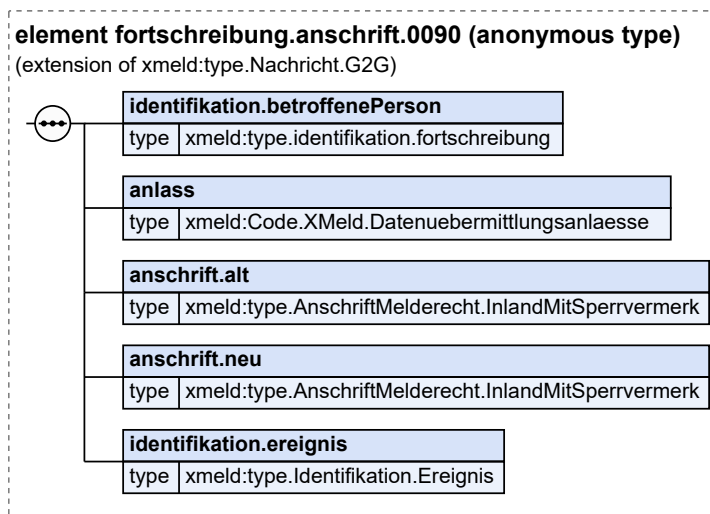 element fortschreibung.anschrift.0090 (anonymous type)
(extension of xmeld:type.Nachricht.G2G)
identifikation.betroffenePerson
type xmeld:type.identifikation.fortschreibung
anlass
type xmeld:Code.XMeld.Datenuebermittlungsanlaesse
anschrift.alt
type xmeld:type.AnschriftMelderecht.InlandMitSperrvermerk
anschrift.neu
type xmeld:type.AnschriftMelderecht.InlandMitSperrvermerk
identifikation.ereignis
type xmeld:type.Identifikation.Ereignis